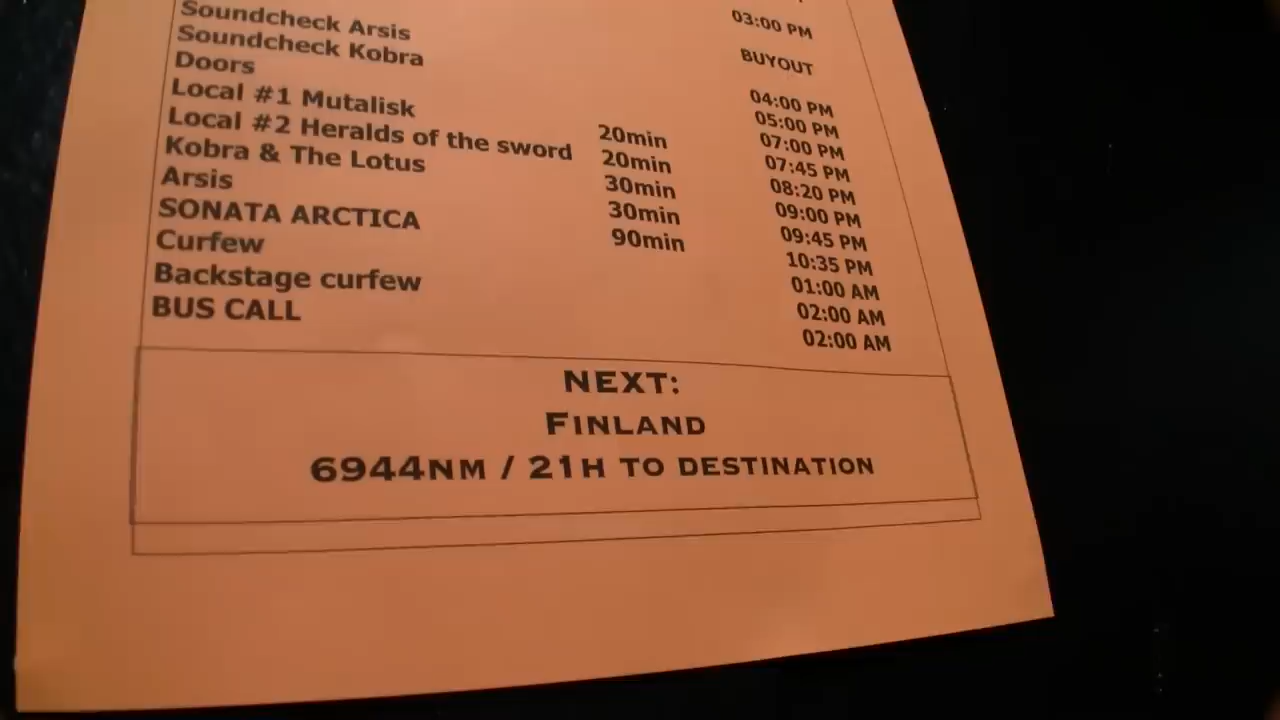 03:00 PM
BUYOUT
Soundcheck Arsis 04:00 PM
Soundcheck Kobra 05:00 PM
Doors 07:00 PM
Local #1 Mutalisk 20min 07:45 PM
Local #2 Heralds of the sword 20min 08:20 PM
Kobra & The Lotus 30min 09:00 PM
Arsis 30min 09:45 PM
SONATA ARCTICA 90min 10:35 PM
Curfew 01:00 AM
Backstage curfew 02:00 AM
BUS CALL 02:00 AM
NEXT:
FINLAND
6944NM / 21H TO DESTINATION